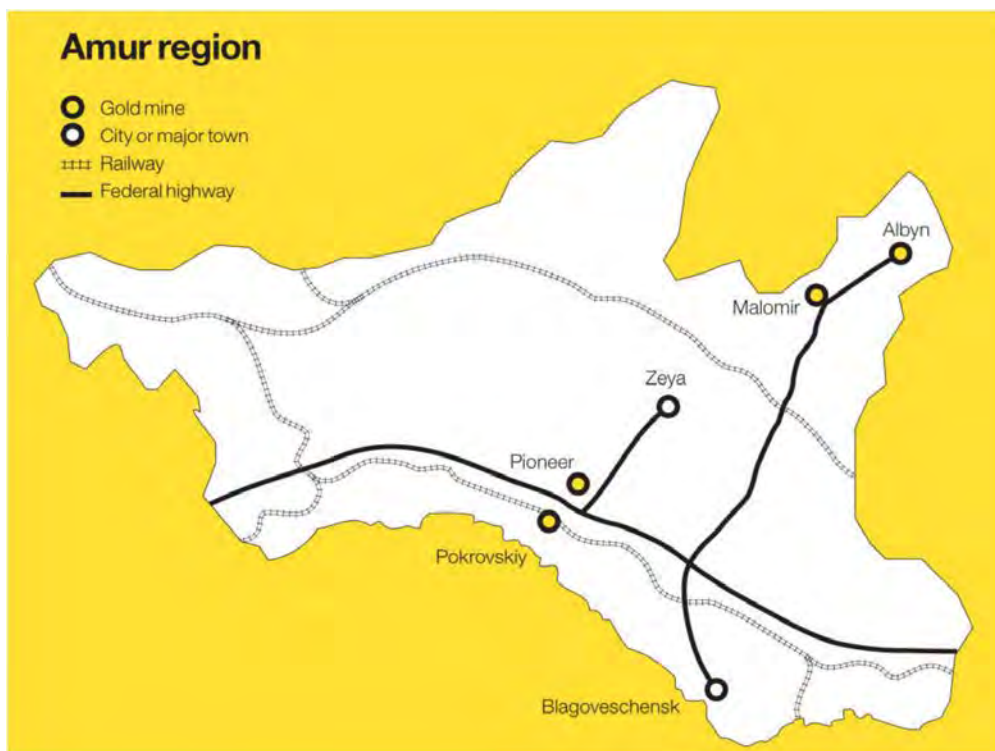 Amur region
Gold mine
City or major town
Railway
Federal highway
Albyn
Malomir
Zeya
Pioneer
Pokrovskiy
Blagoveschensk